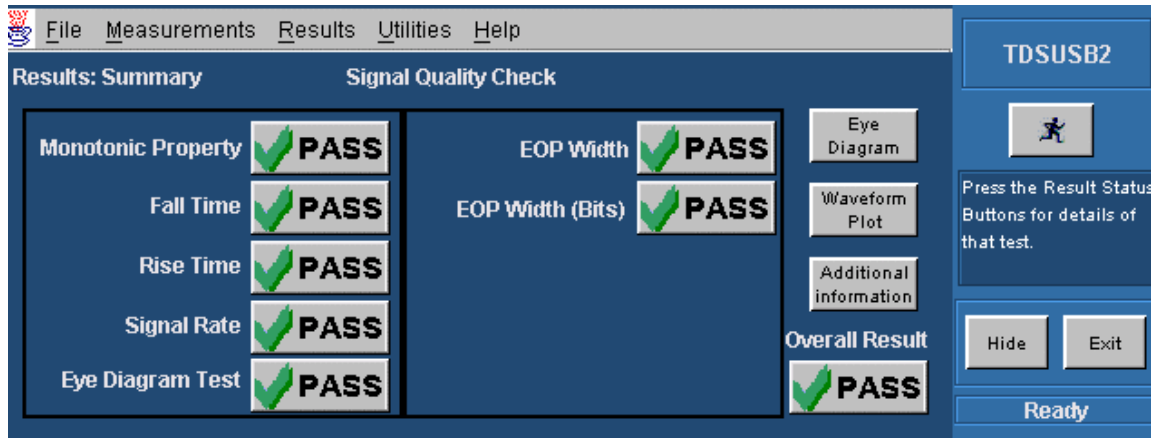 File Measurements Results Utilities Help
Results: Summary Signal Quality Check
Monotonic Property PASS
Fall Time PASS
Rise Time PASS
Signal Rate PASS
Eye Diagram Test PASS
EOP Width PASS
EOP Width (Bits) PASS
Eye
Diagram
Waveform
Plot
Additional
information
Overall Result
PASS
TDSUSB2
Press the Result Status
Buttons for details of
that test.
Hide Exit
Ready